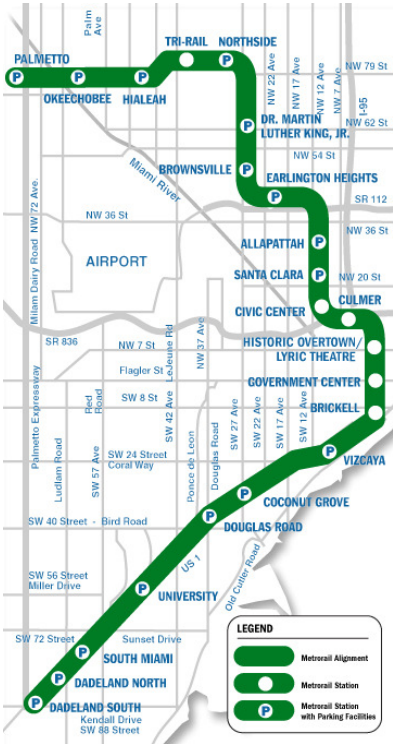 Palm
Ave
TRI-RAIL
NORTHSIDE
PALMETTO
P
P
P
P
OKEECHOBEE
HIALEAH
NW 22 Ave
NW 17 Ave
NW 12 Ave
NW 7 Ave
NW 79 St
I-95
P
DR. MARTIN
LUTHER KING, JR.
NW 62 St
NW 54 St
BROWNSVILLE
P
EARLINGTON HEIGHTS
P
Miami River
SR 112
NW 72 Ave.
NW 36 St
NW 36 St
ALLAPATTAH
P
AIRPORT
SANTA CLARA
P
NW 20 St
Milam Dairy Road
CIVIC CENTER
CULMER
SR 836
NW 7 St
LeJeune Rd
NW 37 Ave
HISTORIC OVERTOWN/
LYRIC THEATRE
Flagler St
GOVERNMENT CENTER
Palmetto Expressway
Red
Road
SW 8 St
SW 42 Ave
BRICKELL
SW 27 Ave
SW 22 Ave
SW 17 Ave
SW 12 Ave
Ludlam Road
SW 57 Ave
SW 24 Street
Coral Way
Ponce de Leon
Douglas Road
P
VIZCAYA
P
COCONUT GROVE
SW 40 Street - Bird Road
P
DOUGLAS ROAD
US 1
Old Cutler Road
SW 56 Street
Miller Drive
P
UNIVERSITY
SW 72 Street
Sunset Drive
P
SOUTH MIAMI
P
DADELAND NORTH
P
DADELAND SOUTH
Kendall Drive
SW 88 Street
LEGEND
Metrorail Alignment
Metrorail Station
P
Metrorail Station
with Parking Facilities